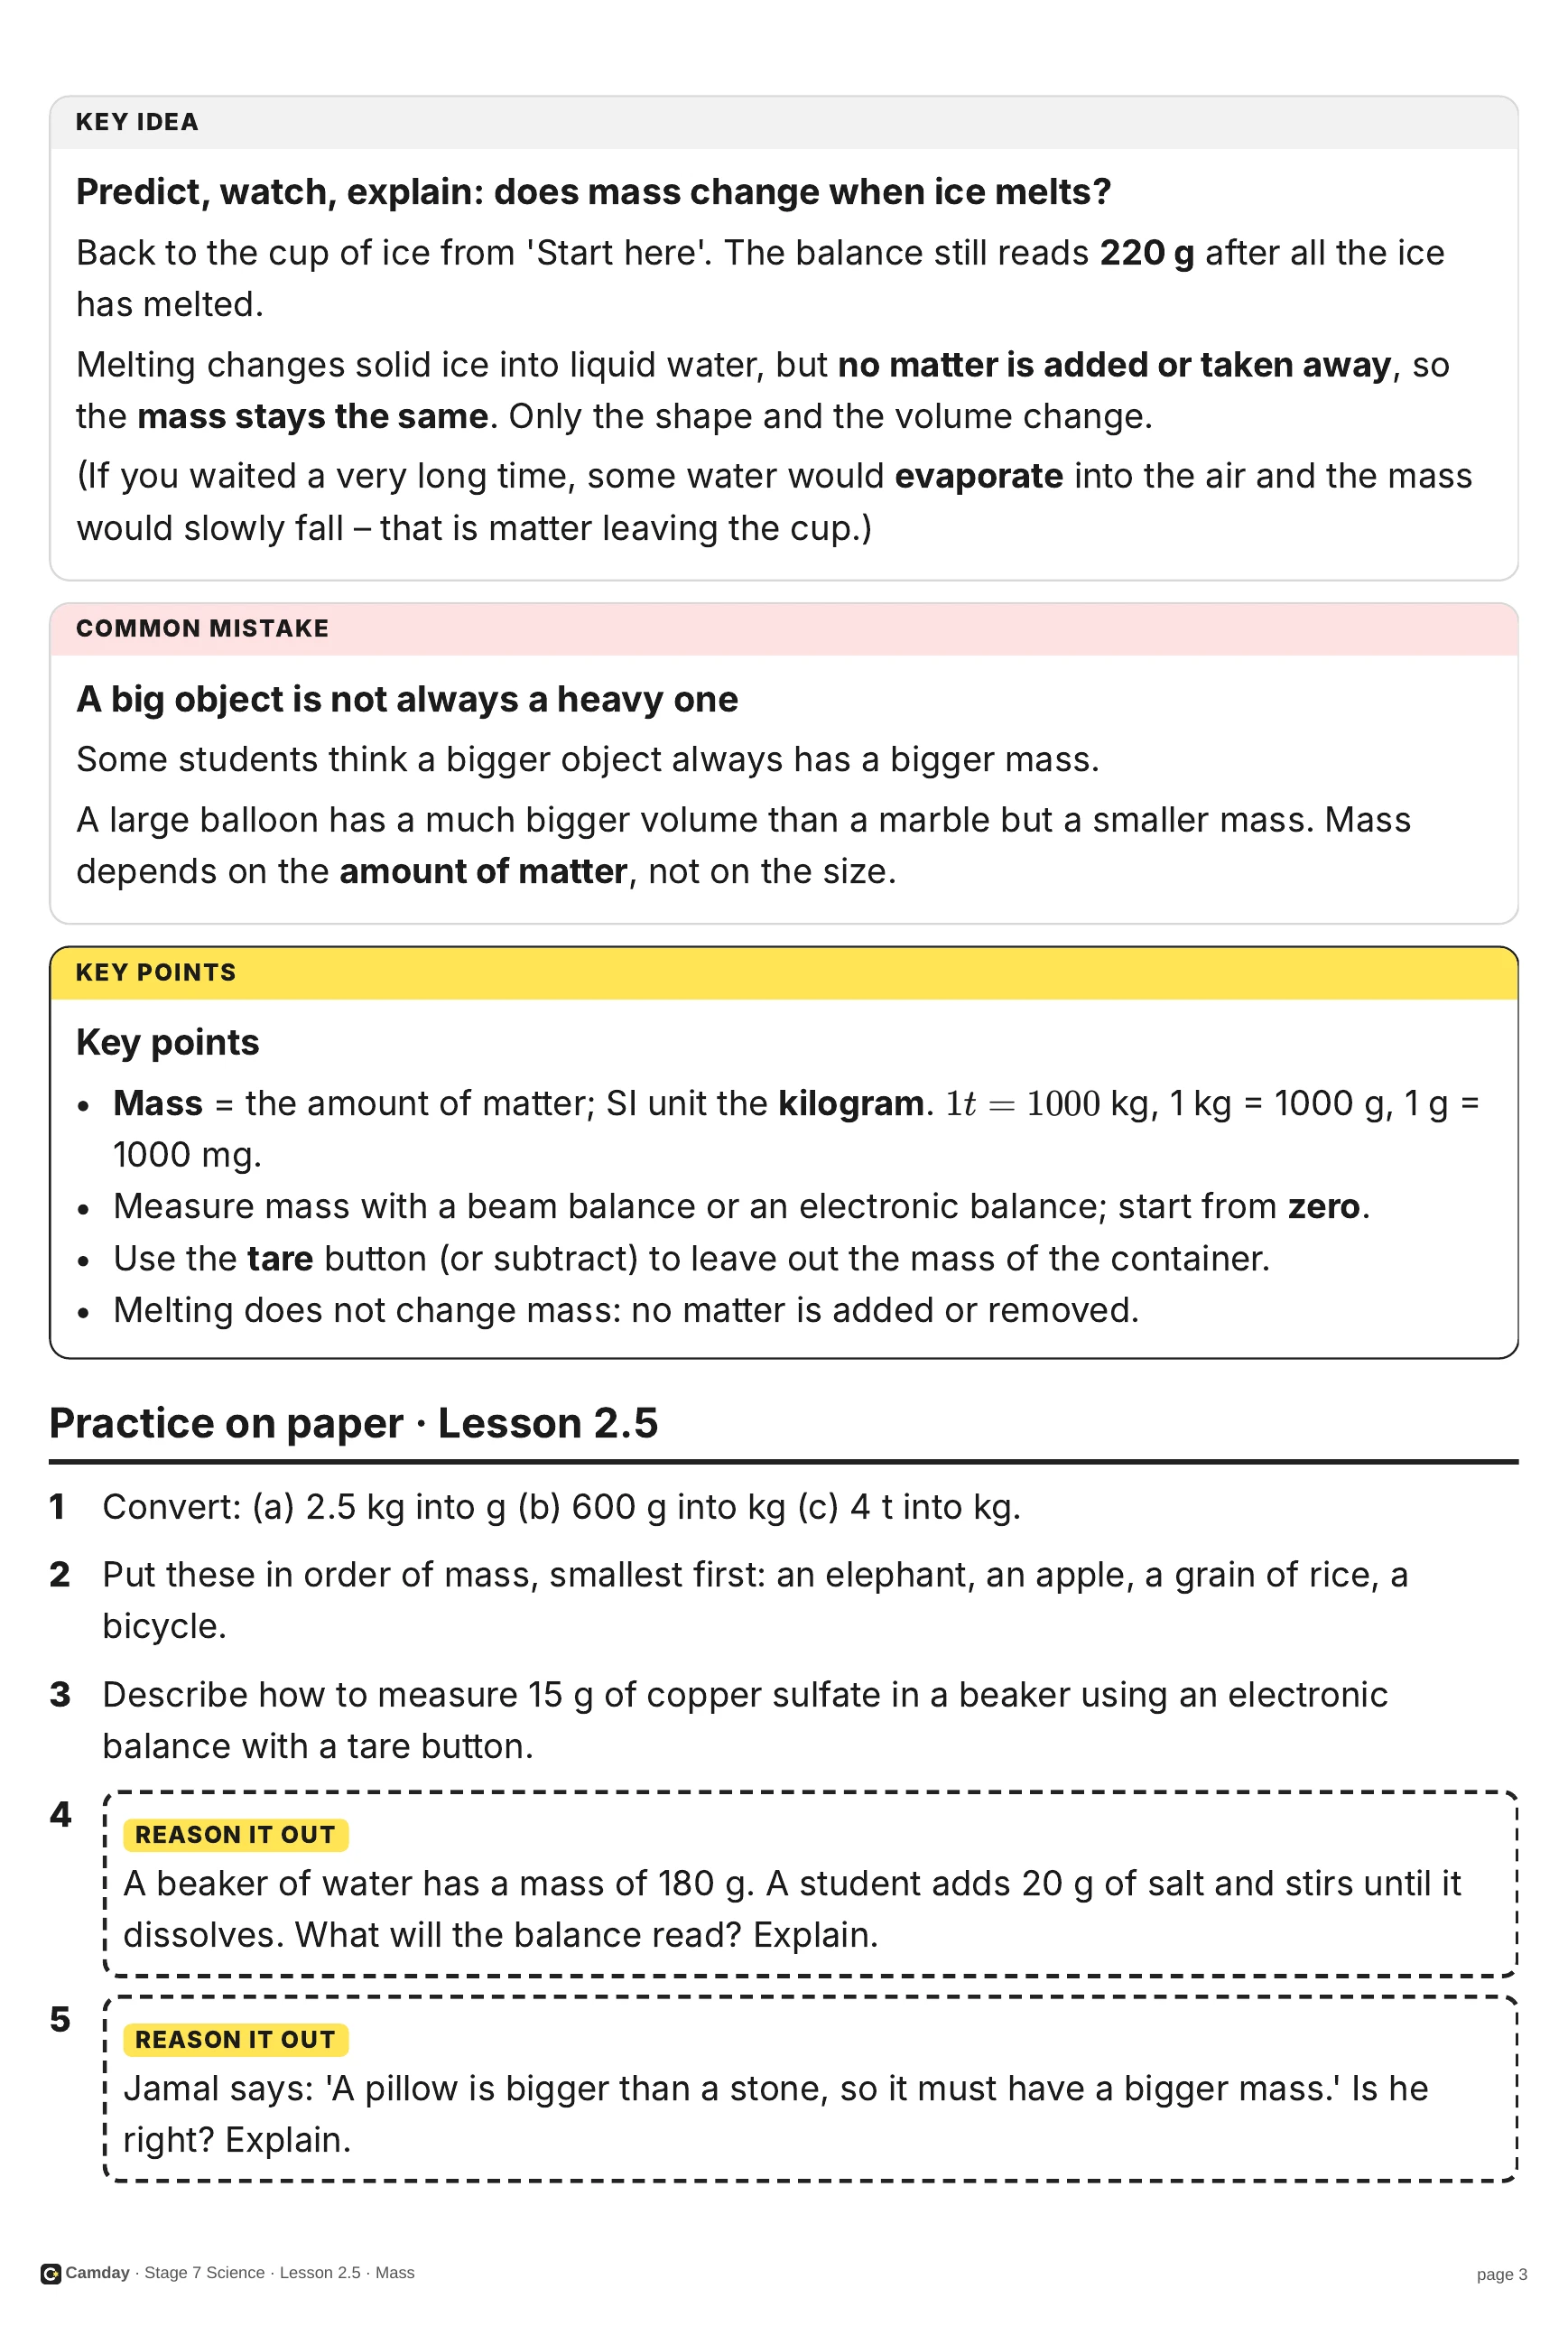 KEY IDEA
Predict, watch, explain: does mass change when ice melts?
Back to the cup of ice from 'Start here'. The balance still reads 220 g after all the ice
has melted.
Melting changes solid ice into liquid water, but no matter is added or taken away, so
the mass stays the same. Only the shape and the volume change.
(If you waited a very long time, some water would evaporate into the air and the mass
would slowly fall – that is matter leaving the cup.)
COMMON MISTAKE
A big object is not always a heavy one
Some students think a bigger object always has a bigger mass.
A large balloon has a much bigger volume than a marble but a smaller mass. Mass
depends on the amount of matter, not on the size.
KEY POINTS
Key points
• Mass = the amount of matter; SI unit the kilogram. 1t = 1000 kg, 1 kg = 1000 g, 1 g =
1000 mg.
• Measure mass with a beam balance or an electronic balance; start from zero.
• Use the tare button (or subtract) to leave out the mass of the container.
• Melting does not change mass: no matter is added or removed.
Practice on paper · Lesson 2.5
1 Convert: (a) 2.5 kg into g (b) 600 g into kg (c) 4 t into kg.
2 Put these in order of mass, smallest first: an elephant, an apple, a grain of rice, a
bicycle.
3 Describe how to measure 15 g of copper sulfate in a beaker using an electronic
balance with a tare button.
4 REASON IT OUT
A beaker of water has a mass of 180 g. A student adds 20 g of salt and stirs until it
dissolves. What will the balance read? Explain.
5 REASON IT OUT
Jamal says: 'A pillow is bigger than a stone, so it must have a bigger mass.' Is he
right? Explain.
Camday · Stage 7 Science · Lesson 2.5 · Mass page 3